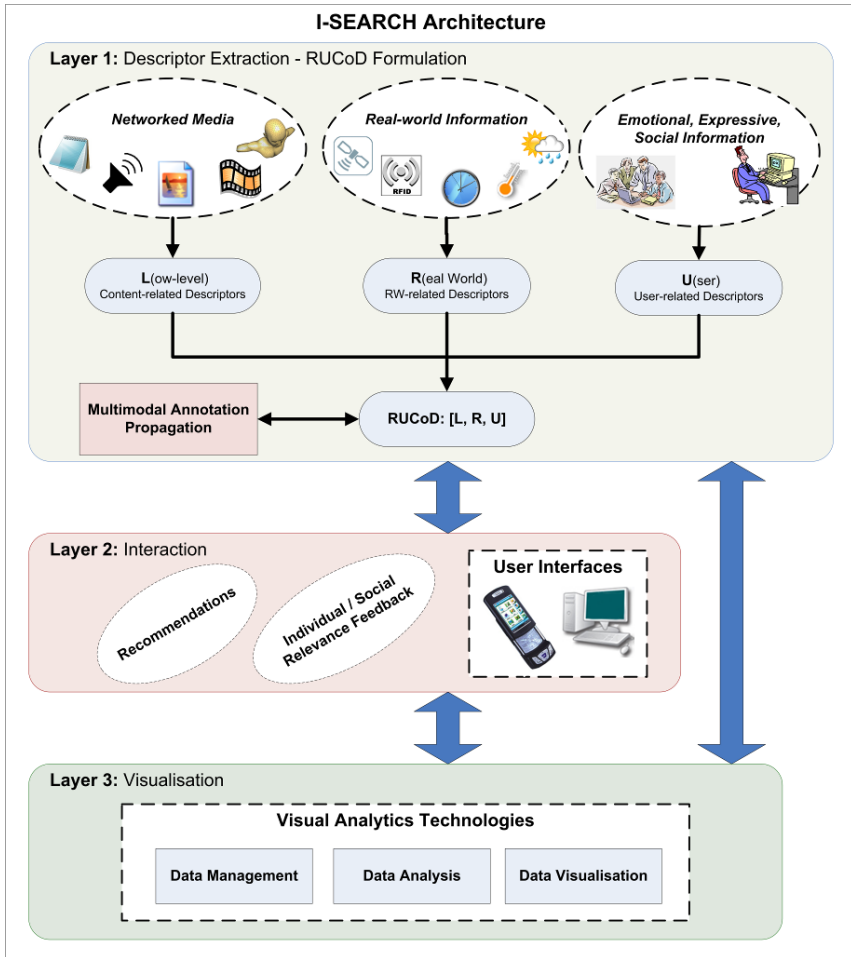 I-SEARCH Architecture
Layer 1: Descriptor Extraction - RUCoD Formulation
Networked Media
Real-world Information
Emotional, Expressive,
Social Information
RFID
L(ow-level)
Content-related Descriptors
R(eal World)
RW-related Descriptors
U(ser)
User-related Descriptors
Multimodal Annotation
Propagation
RUCoD: [L, R, U]
Layer 2: Interaction
Recommendations
Individual / Social
Relevance Feedback
User Interfaces
Layer 3: Visualisation
Visual Analytics Technologies
Data Management
Data Analysis
Data Visualisation